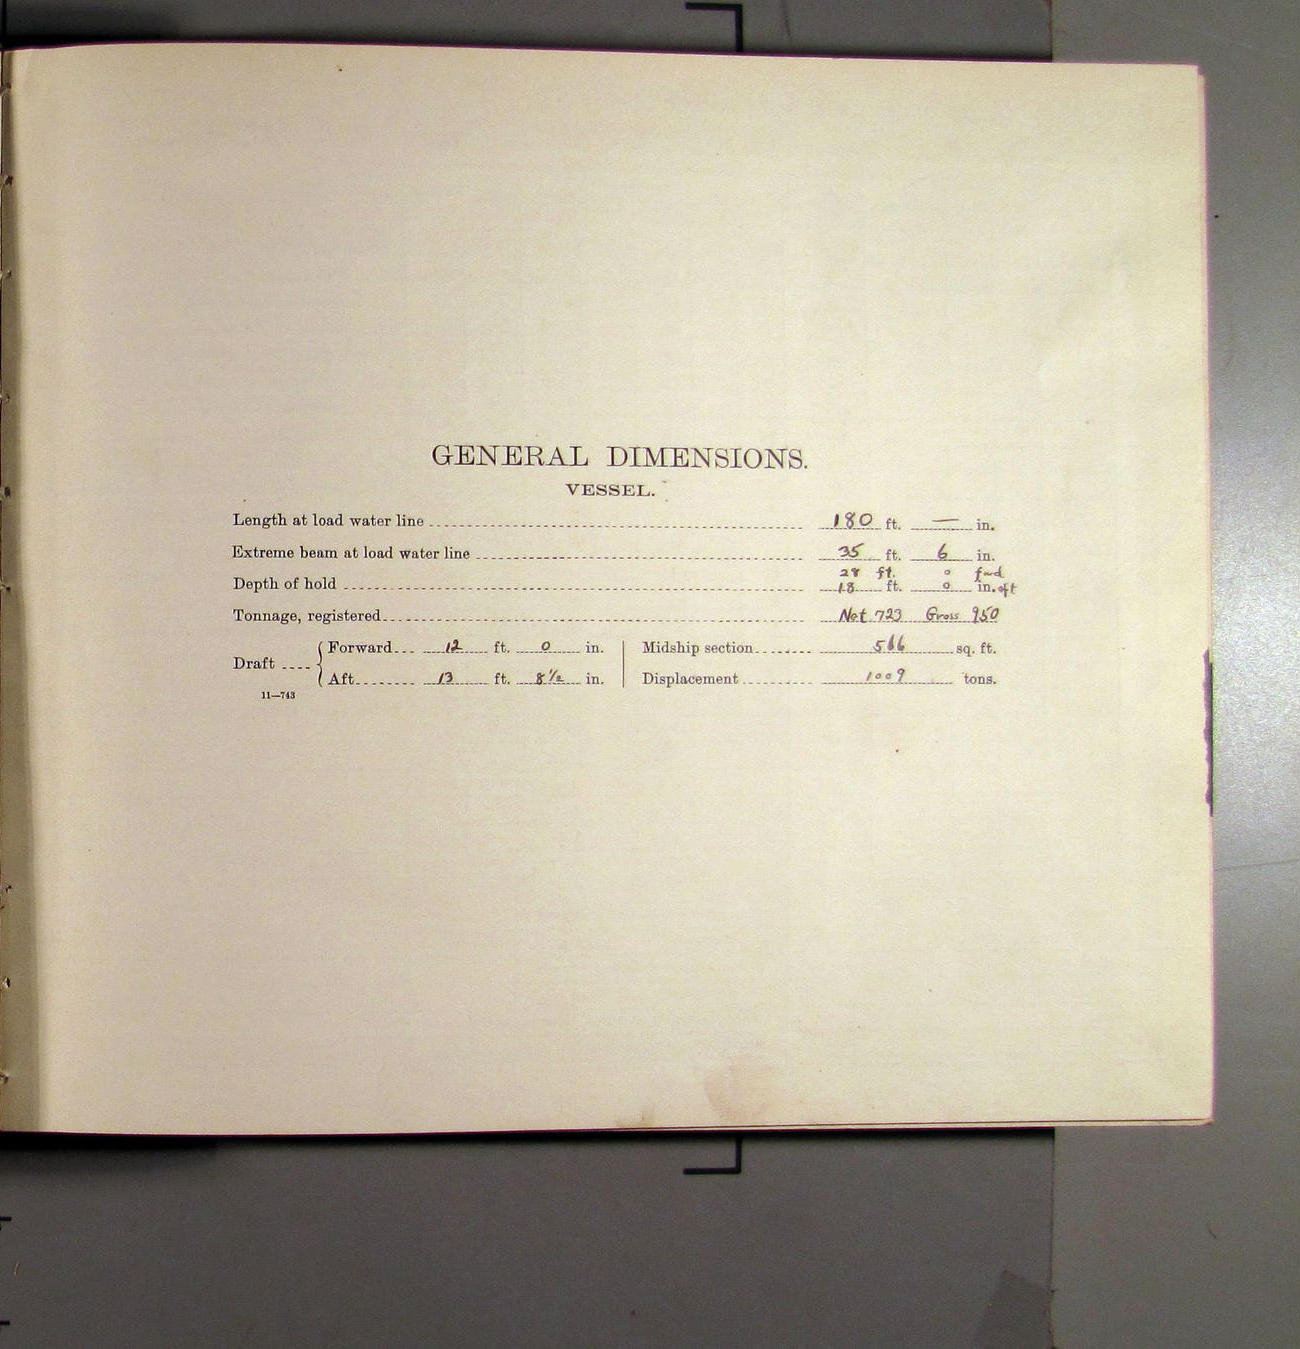 GENERAL DIMENSIONS.
VESSEL.
Length at load water line 180 ft. — in.
Extreme beam at load water line 35 ft. 6 in.
28 ft. 0 fwd
Depth of hold 18 ft. 0 in. aft
Tonnage, registered Net 723 Gross 950
Draft Forward 12 ft. 0 in. Midship section 566 sq. ft.
Aft 13 ft. 8 1/2 in. Displacement 1009 tons.
11—743